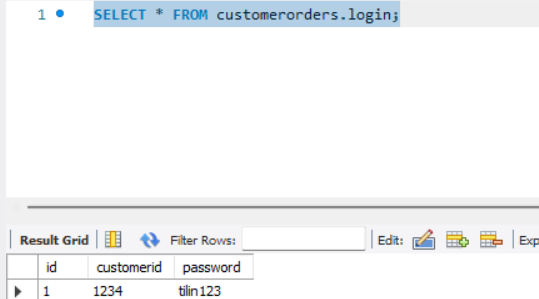 1 SELECT * FROM customerorders.login;
Result Grid Filter Rows: Edit: Exp
id customerid password
1 1234 tilin123